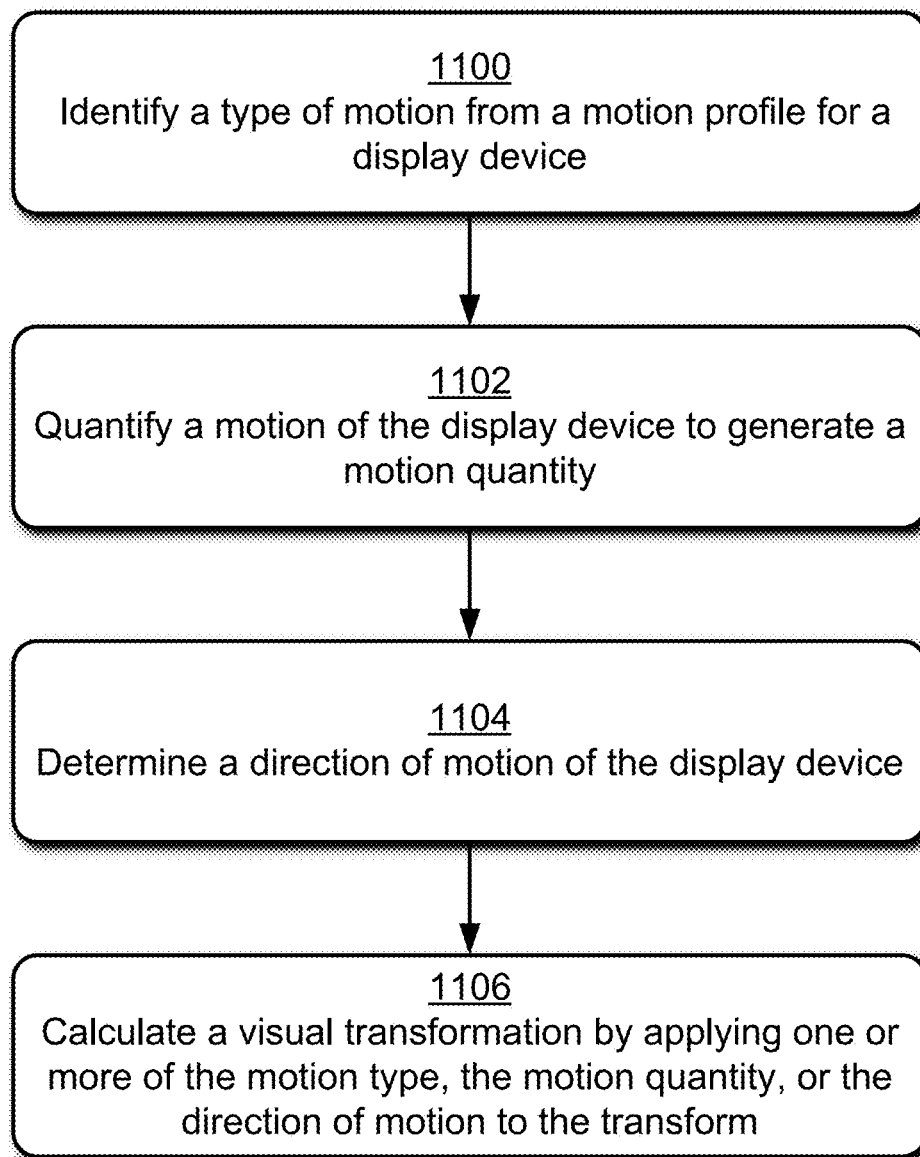 1100
Identify a type of motion from a motion profile for a
display device
1102
Quantify a motion of the display device to generate a
motion quantity
1104
Determine a direction of motion of the display device
1106
Calculate a visual transformation by applying one or
more of the motion type, the motion quantity, or the
direction of motion to the transform